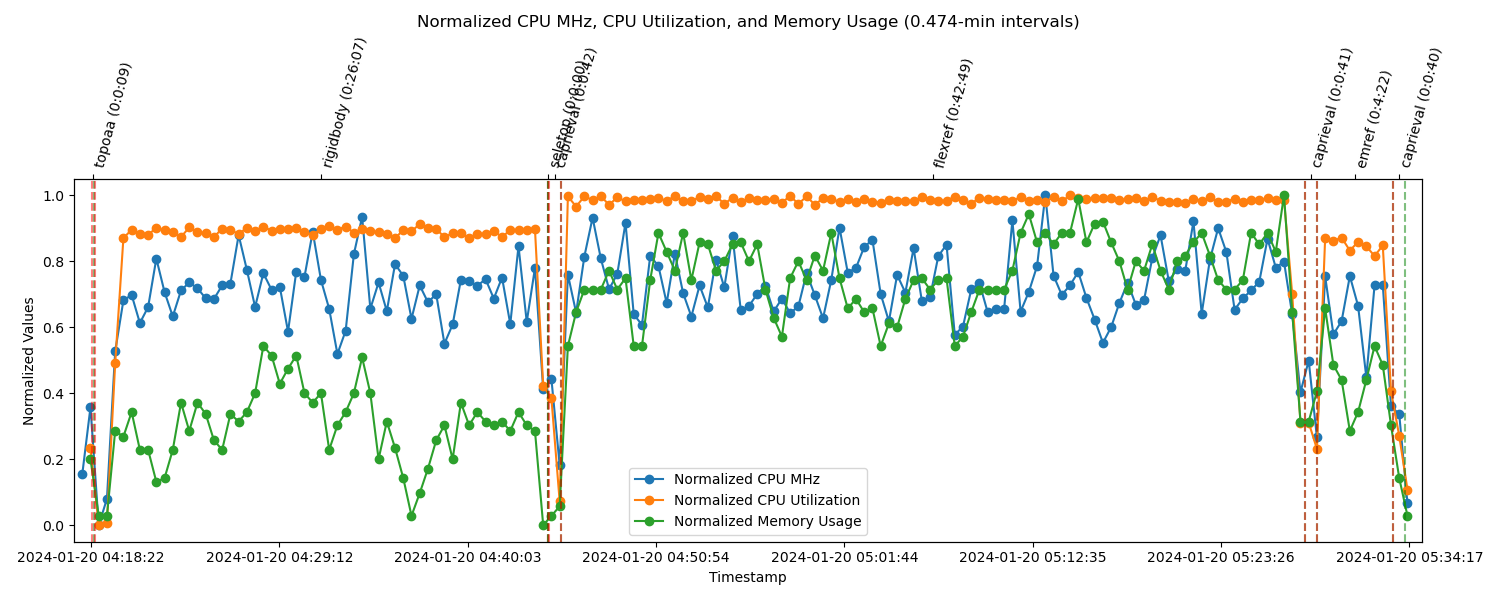 Normalized CPU MHz, CPU Utilization, and Memory Usage (0.474-min intervals)
topoaa (0:0:09)
rigidbody (0:26:07)
seletop (0:0:00)
caprieval (0:0:42)
flexref (0:42:49)
caprieval (0:0:41)
emref (0:4:22)
caprieval (0:0:40)
Normalized Values
1.0
0.8
0.6
0.4
0.2
0.0
Normalized CPU MHz
Normalized CPU Utilization
Normalized Memory Usage
2024-01-20 04:18:22
2024-01-20 04:29:12
2024-01-20 04:40:03
2024-01-20 04:50:54
2024-01-20 05:01:44
2024-01-20 05:12:35
2024-01-20 05:23:26
2024-01-20 05:34:17
Timestamp